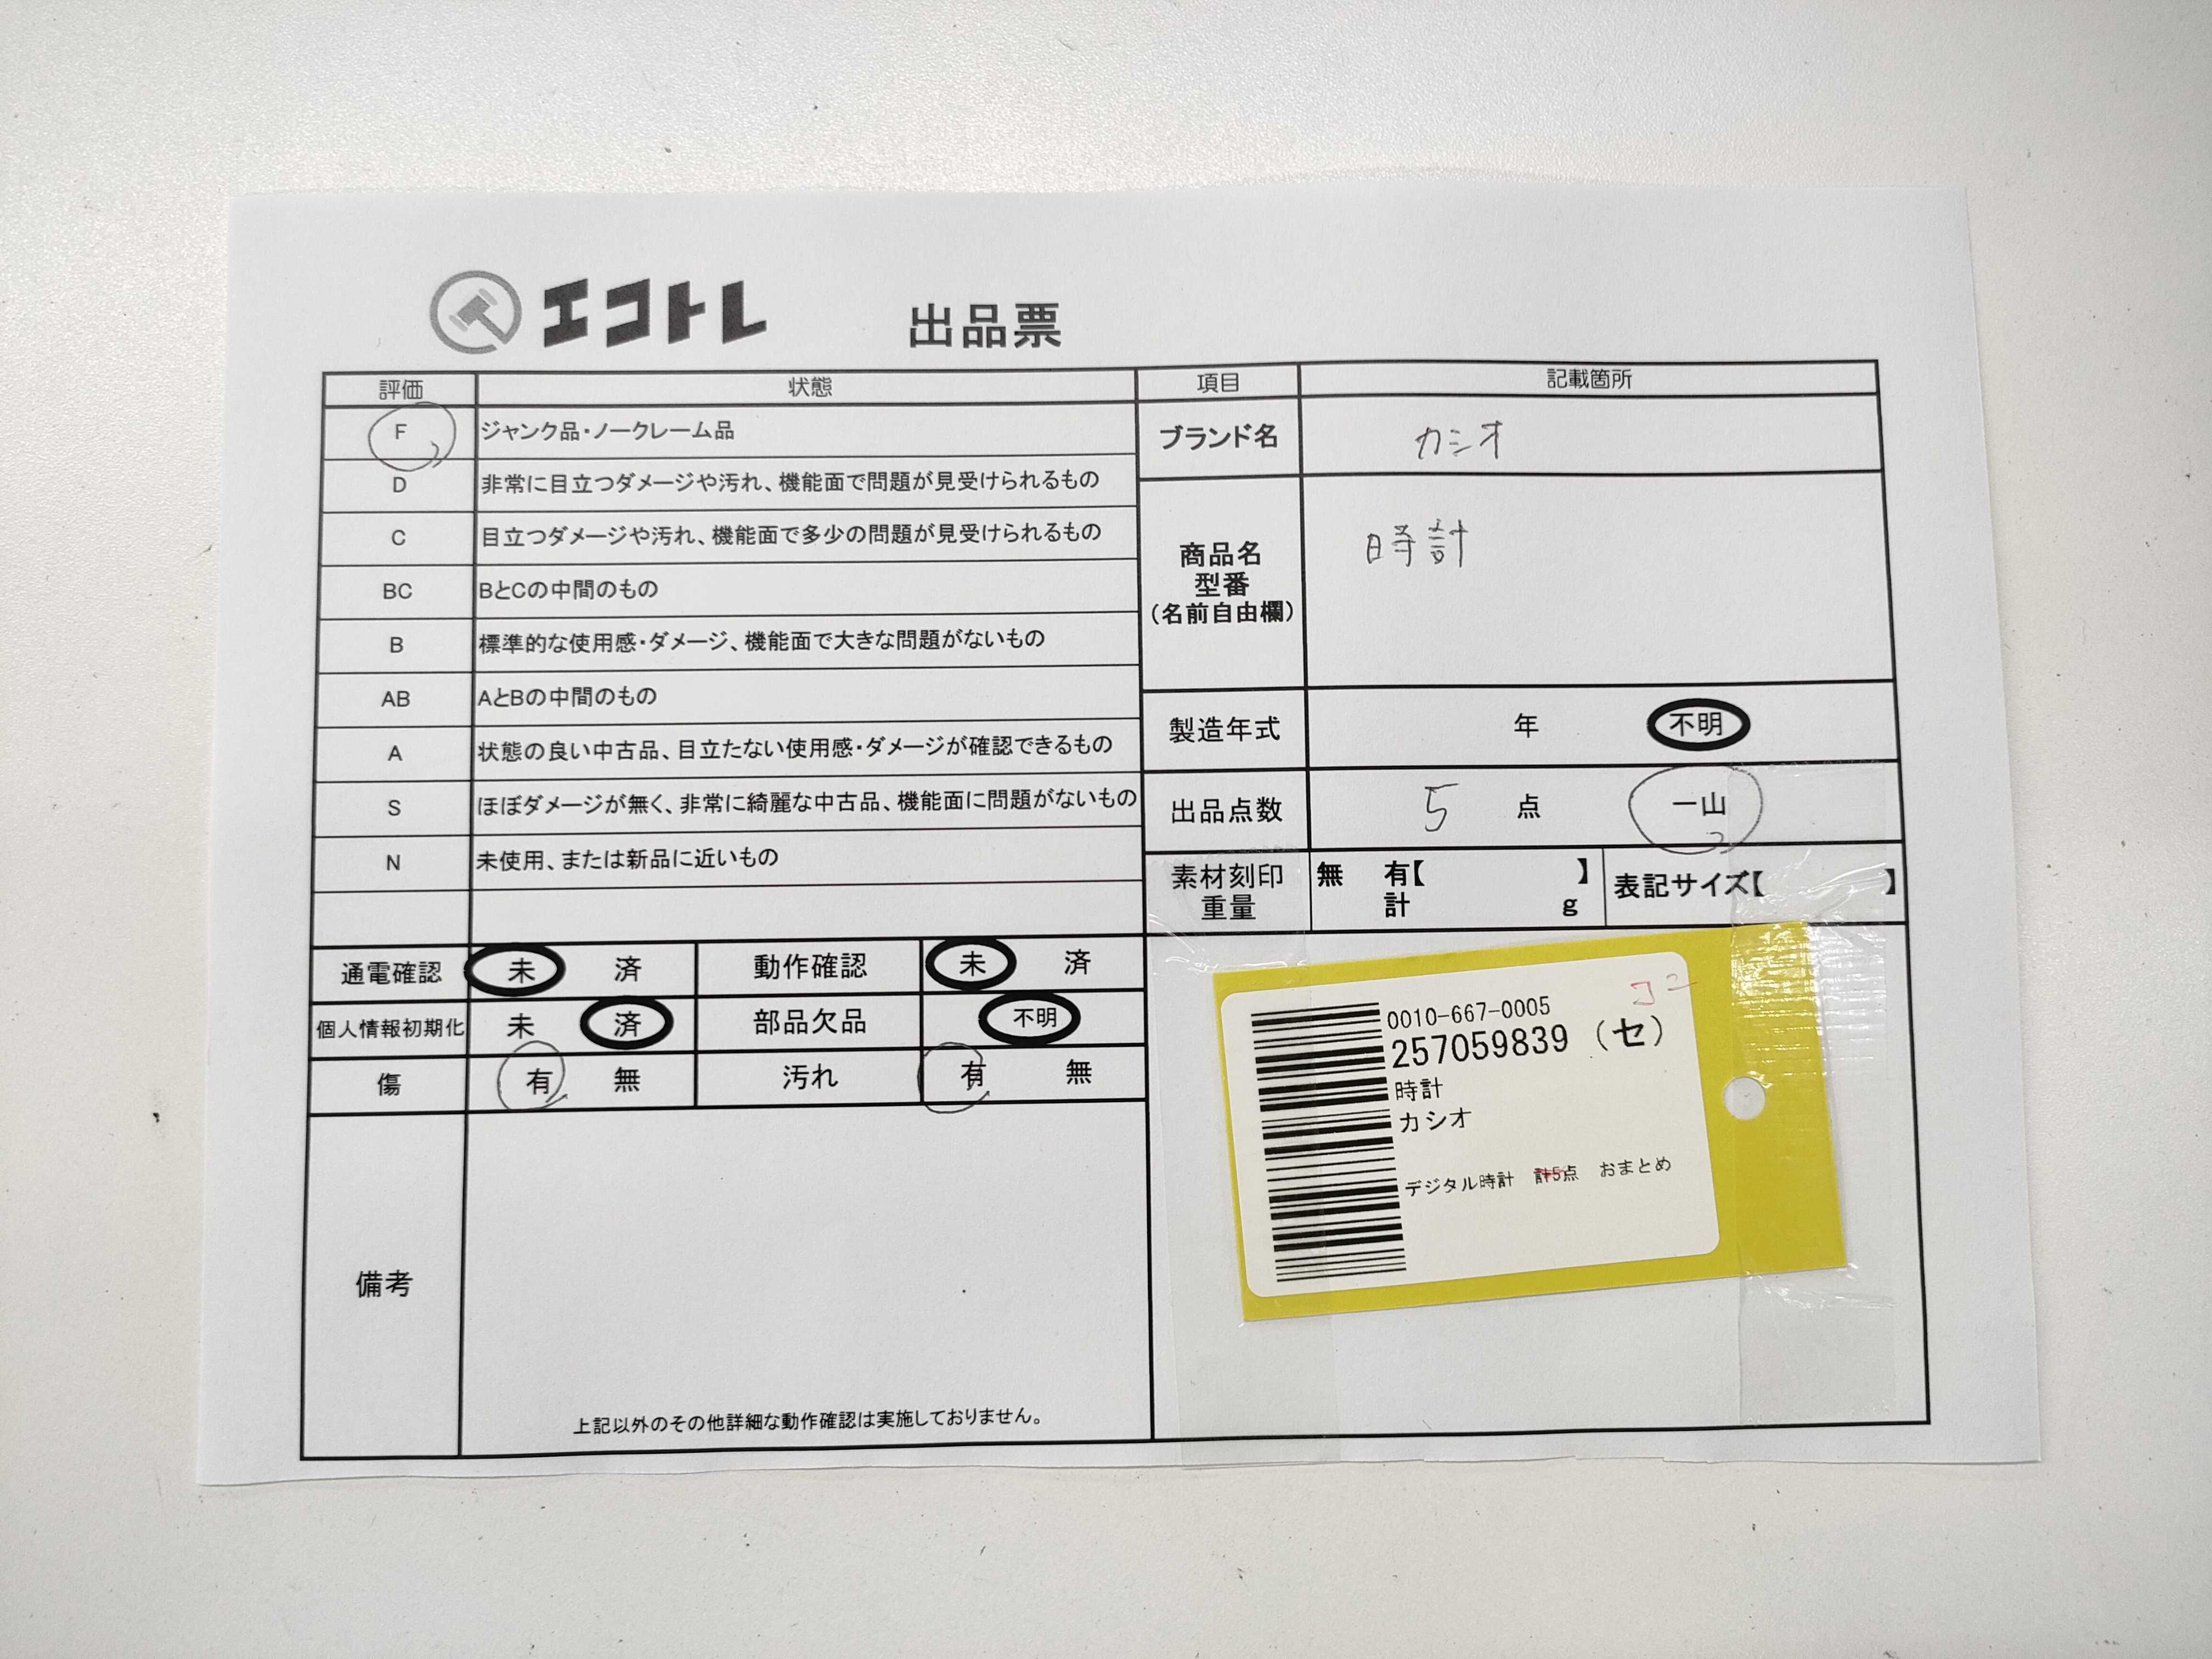 エコトレ 出品票
評価 状態 項目 記載箇所
F ジャンク品・ノークレーム品
D 非常に目立つダメージや汚れ、機能面で問題が見受けられるもの
C 目立つダメージや汚れ、機能面で多少の問題が見受けられるもの
BC BとCの中間のもの
B 標準的な使用感・ダメージ、機能面で大きな問題がないもの
AB AとBの中間のもの
A 状態の良い中古品、目立たない使用感・ダメージが確認できるもの
S ほぼダメージが無く、非常に綺麗な中古品、機能面に問題がないもの
N 未使用、または新品に近いもの
ブランド名 カシオ
商品名
型番
(名前自由欄)
時計
製造年式 年 不明
出品点数 5 点 一山
素材刻印 無 有【 】 表記サイズ【 】
重量 計 g
通電確認 未 済 動作確認 未 済
個人情報初期化 未 済 部品欠品 不明
傷 有 無 汚れ 有 無
備考
上記以外のその他詳細な動作確認は実施しておりません。
0010-667-0005
257059839 (セ)
時計
カシオ
デジタル時計 計5点 おまとめ